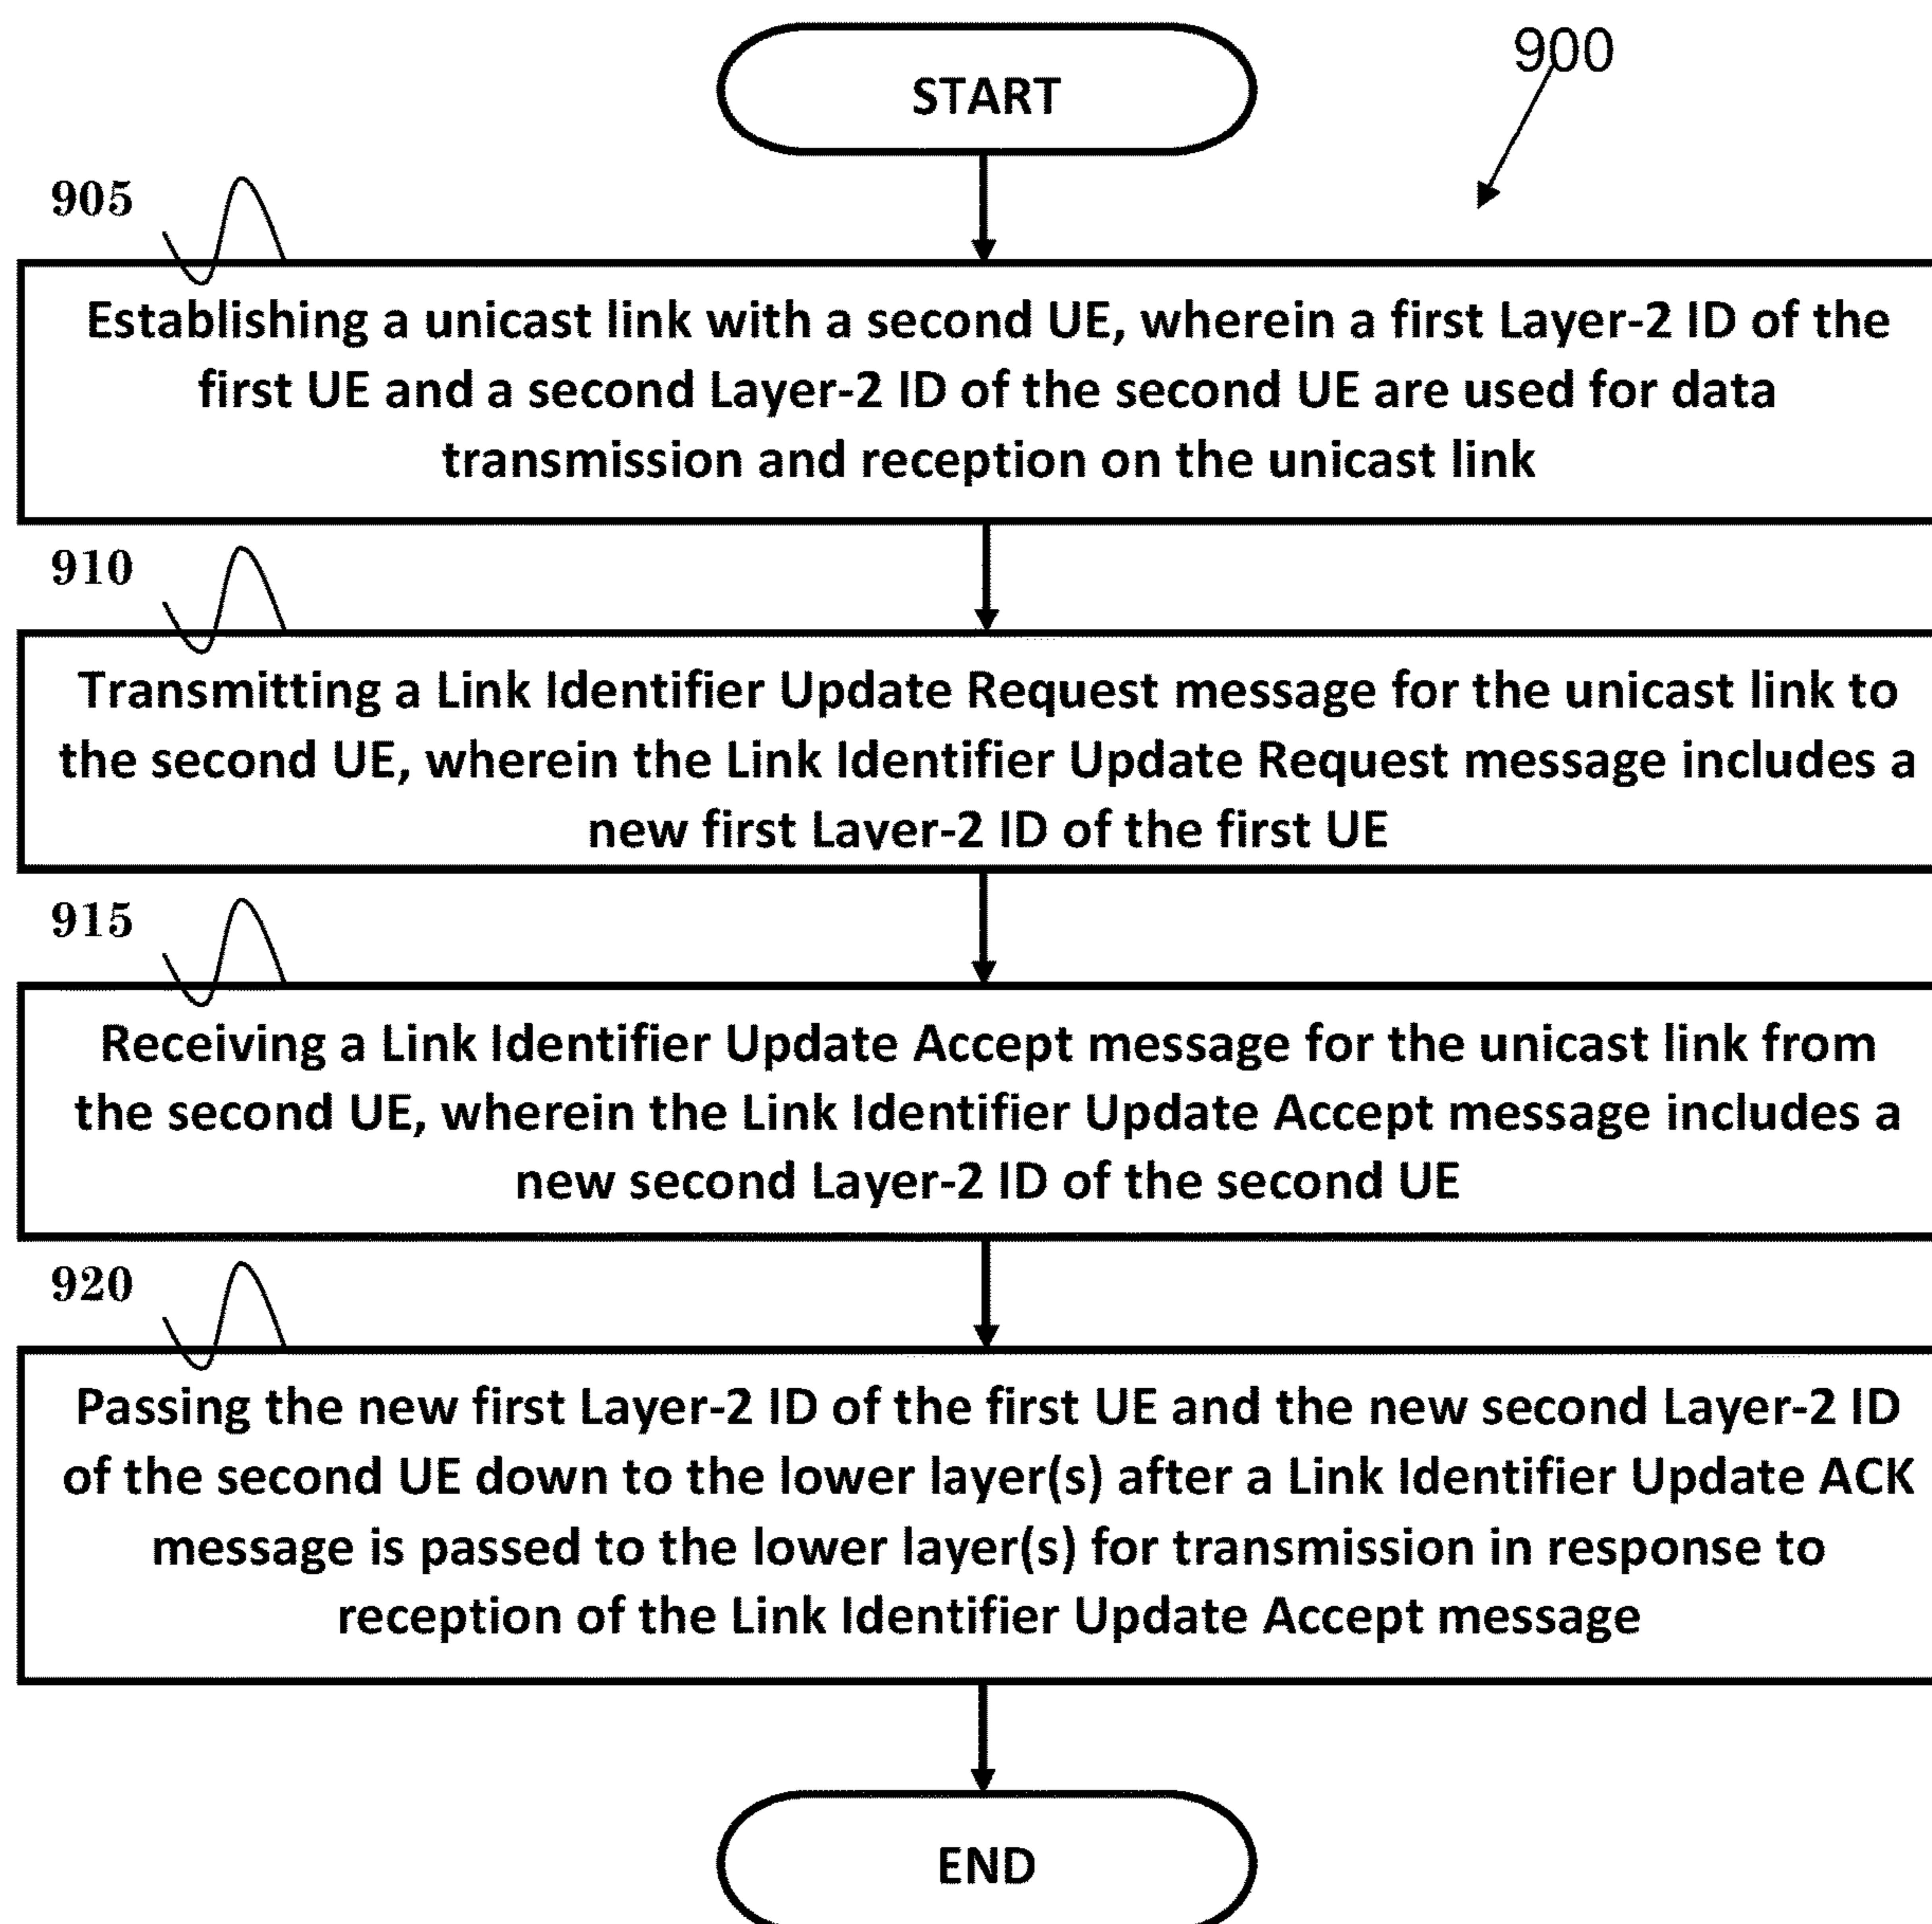 START
900
905
Establishing a unicast link with a second UE, wherein a first Layer-2 ID of the
first UE and a second Layer-2 ID of the second UE are used for data
transmission and reception on the unicast link
910
Transmitting a Link Identifier Update Request message for the unicast link to
the second UE, wherein the Link Identifier Update Request message includes a
new first Layer-2 ID of the first UE
915
Receiving a Link Identifier Update Accept message for the unicast link from
the second UE, wherein the Link Identifier Update Accept message includes a
new second Layer-2 ID of the second UE
920
Passing the new first Layer-2 ID of the first UE and the new second Layer-2 ID
of the second UE down to the lower layer(s) after a Link Identifier Update ACK
message is passed to the lower layer(s) for transmission in response to
reception of the Link Identifier Update Accept message
END